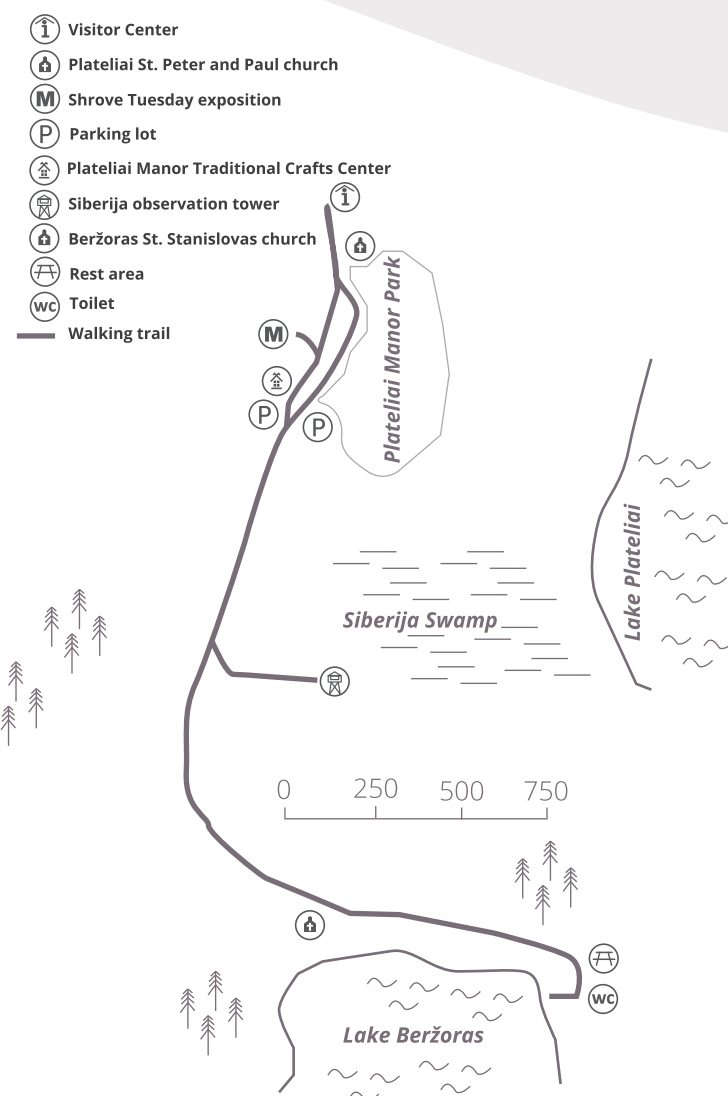 Visitor Center
Plateliai St. Peter and Paul church
M Shrove Tuesday exposition
P Parking lot
Plateliai Manor Traditional Crafts Center
Siberija observation tower
Beržoras St. Stanislovas church
Rest area
WC Toilet
Walking trail
i
i
M
P
P
Plateliai Manor Park
Lake Plateliai
Siberija Swamp
0 250 500 750
WC
Lake Beržoras